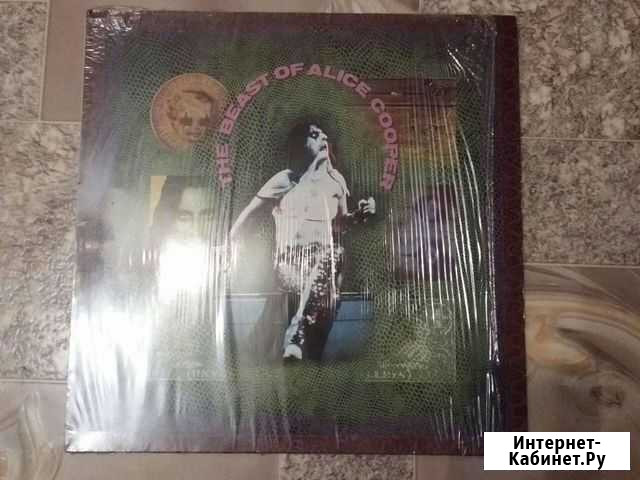 THE BEAST OF ALICE COOPER
Интернет-
Кабинет.Ру